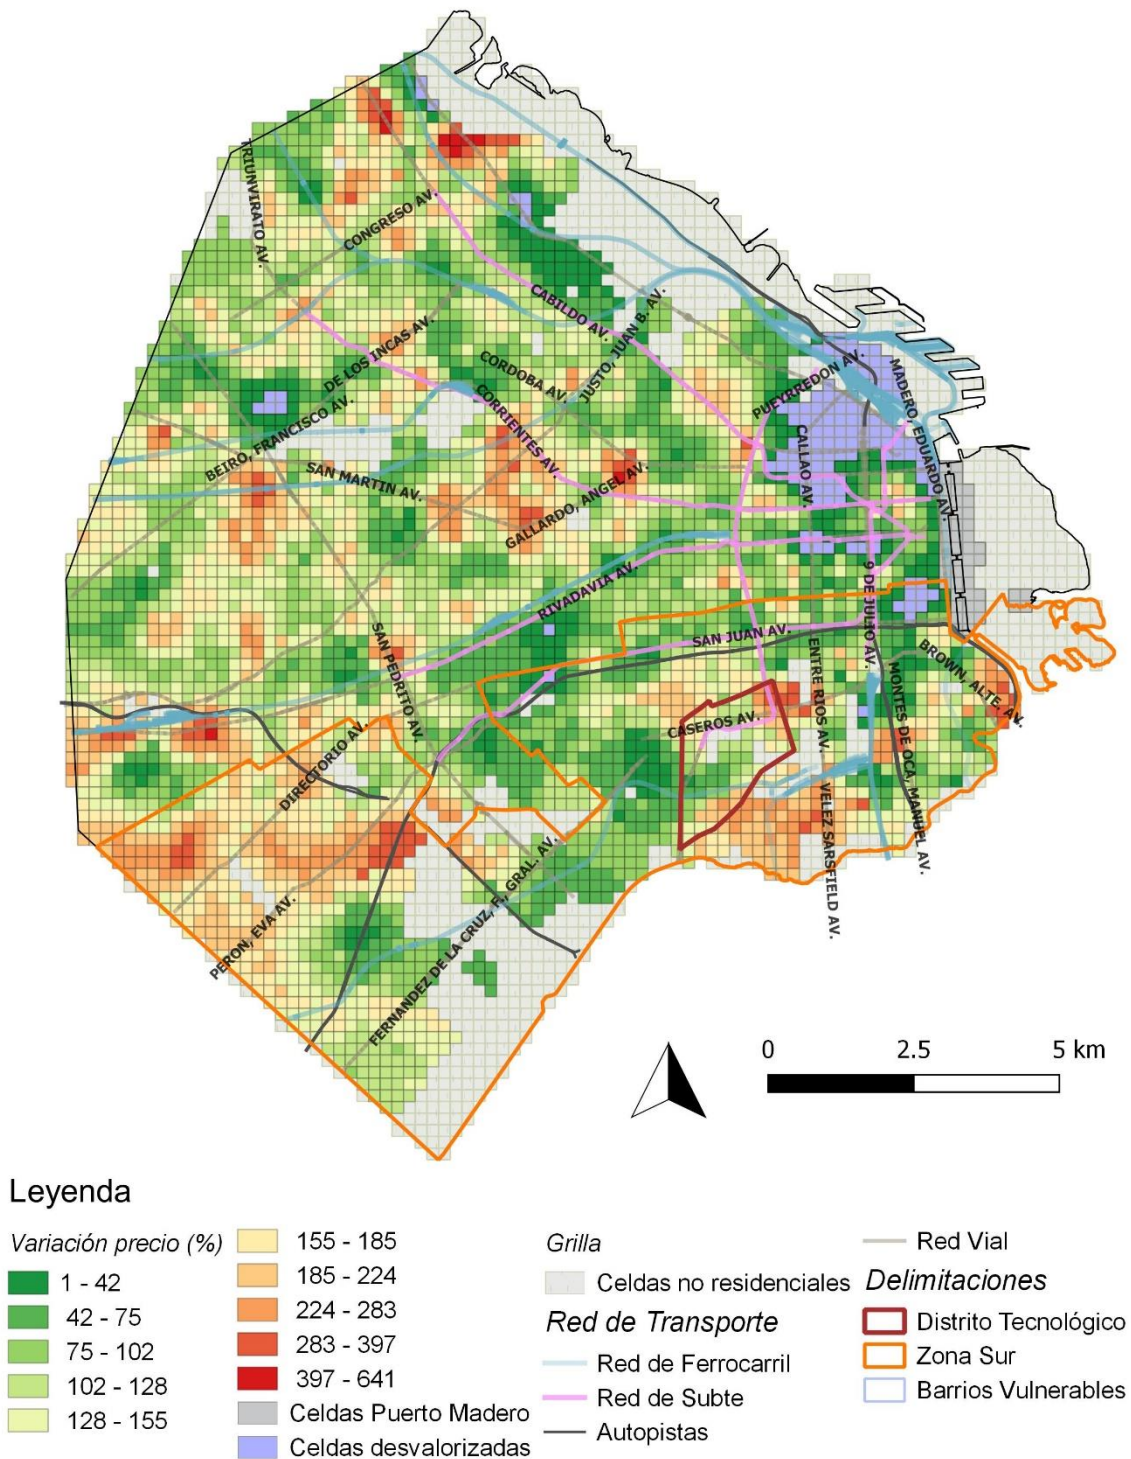 TRIUNVIRATO AV.
CONGRESO AV.
CABILDO AV.
JUSTO, JUAN B. AV.
DE LOS INCAS AV.
CORDOBA AV.
BEIRO, FRANCISCO AV.
CORRIENTES AV.
PUEYRREDON AV.
MADERO, EDUARDO AV.
CALLAO AV.
SAN MARTIN AV.
GALLARDO, ANGEL AV.
RIVADAVIA AV.
9 DE JULIO AV.
SAN JUAN AV.
SAN PEDRITO AV.
ENTRE RIOS AV.
BROWN, ALTE. AV.
MONTES DE OCA, MANUEL AV.
CASEROS AV.
DIRECTORIO AV.
VELEZ SARSFIELD AV.
PERON, EVA AV.
FERNANDEZ DE LA CRUZ, F., GRAL. AV.
0 2.5 5 km
Leyenda
Variación precio (%)
1 - 42
42 - 75
75 - 102
102 - 128
128 - 155
155 - 185
185 - 224
224 - 283
283 - 397
397 - 641
Celdas Puerto Madero
Celdas desvalorizadas
Grilla
Celdas no residenciales
Red de Transporte
Red de Ferrocarril
Red de Subte
Autopistas
Red Vial
Delimitaciones
Distrito Tecnológico
Zona Sur
Barrios Vulnerables